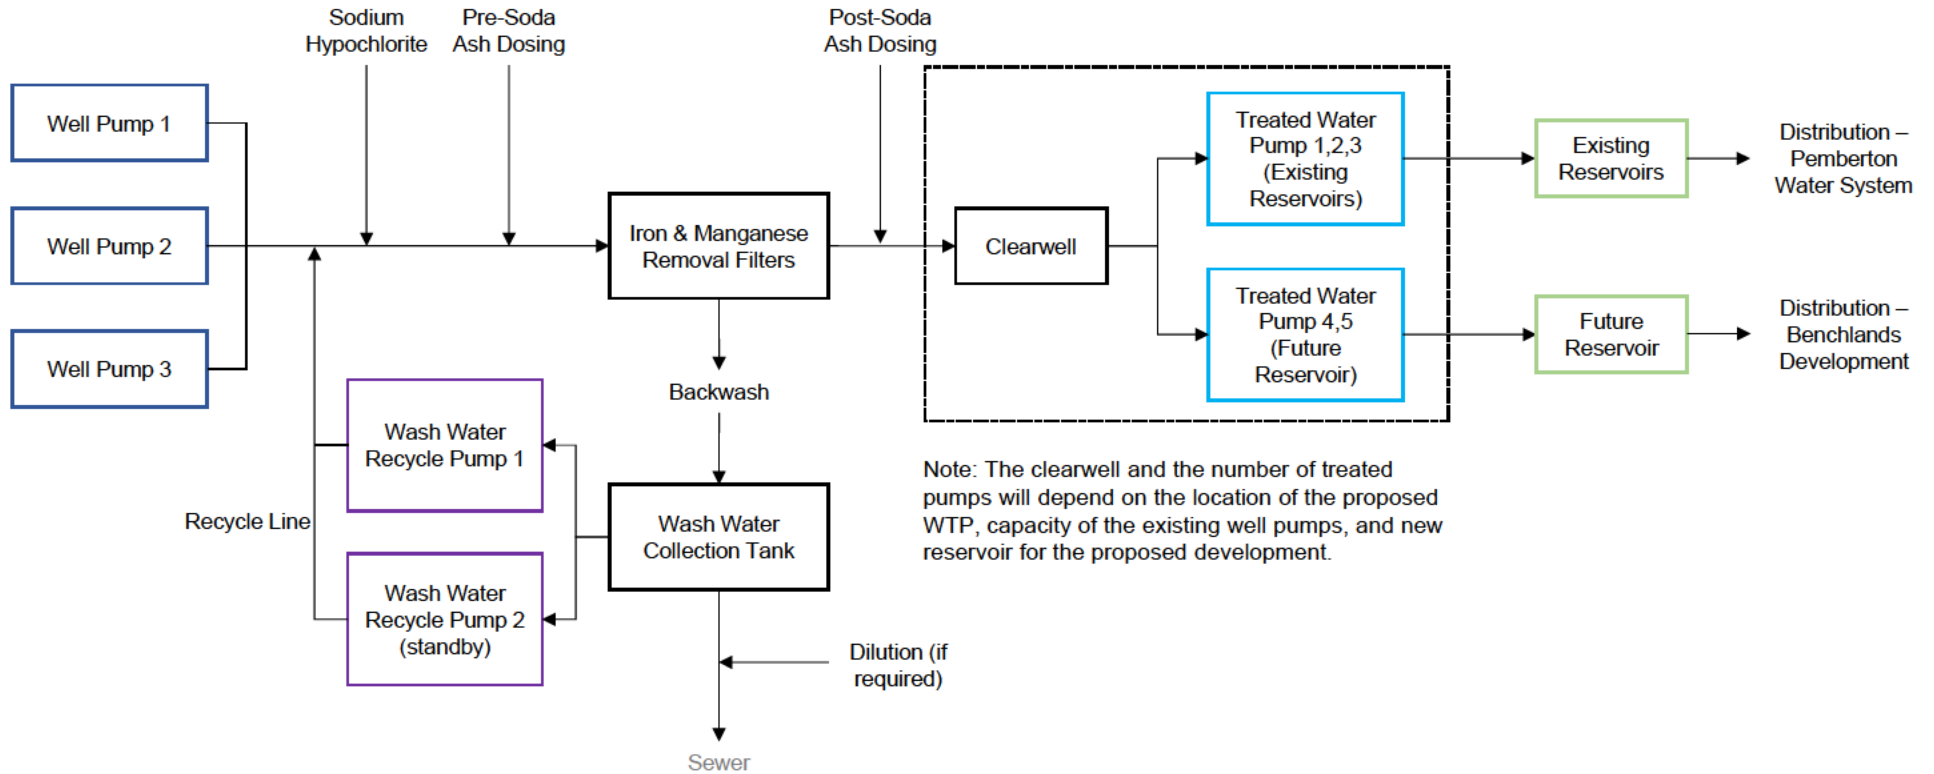 Sodium
Hypochlorite
Pre-Soda
Ash Dosing
Post-Soda
Ash Dosing
Well Pump 1
Well Pump 2
Well Pump 3
Iron & Manganese
Removal Filters
Clearwell
Treated Water
Pump 1,2,3
(Existing
Reservoirs)
Existing
Reservoirs
Distribution –
Pemberton
Water System
Treated Water
Pump 4,5
(Future
Reservoir)
Future
Reservoir
Distribution –
Benchlands
Development
Backwash
Wash Water
Recycle Pump 1
Recycle Line
Wash Water
Collection Tank
Wash Water
Recycle Pump 2
(standby)
Note: The clearwell and the number of treated
pumps will depend on the location of the proposed
WTP, capacity of the existing well pumps, and new
reservoir for the proposed development.
Dilution (if
required)
Sewer